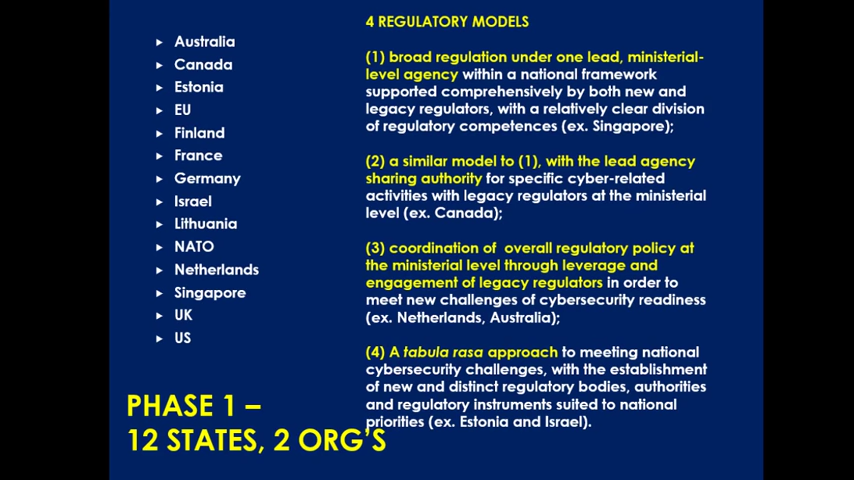 Australia
Canada
Estonia
EU
Finland
France
Germany
Israel
Lithuania
NATO
Netherlands
Singapore
UK
US
PHASE 1 –
12 STATES, 2 ORG'S
4 REGULATORY MODELS
(1) broad regulation under one lead, ministerial-
level agency within a national framework
supported comprehensively by both new and
legacy regulators, with a relatively clear division
of regulatory competences (ex. Singapore);
(2) a similar model to (1), with the lead agency
sharing authority for specific cyber-related
activities with legacy regulators at the ministerial
level (ex. Canada);
(3) coordination of overall regulatory policy at
the ministerial level through leverage and
engagement of legacy regulators in order to
meet new challenges of cybersecurity readiness
(ex. Netherlands, Australia);
(4) A tabula rasa approach to meeting national
cybersecurity challenges, with the establishment
of new and distinct regulatory bodies, authorities
and regulatory instruments suited to national
priorities (ex. Estonia and Israel).